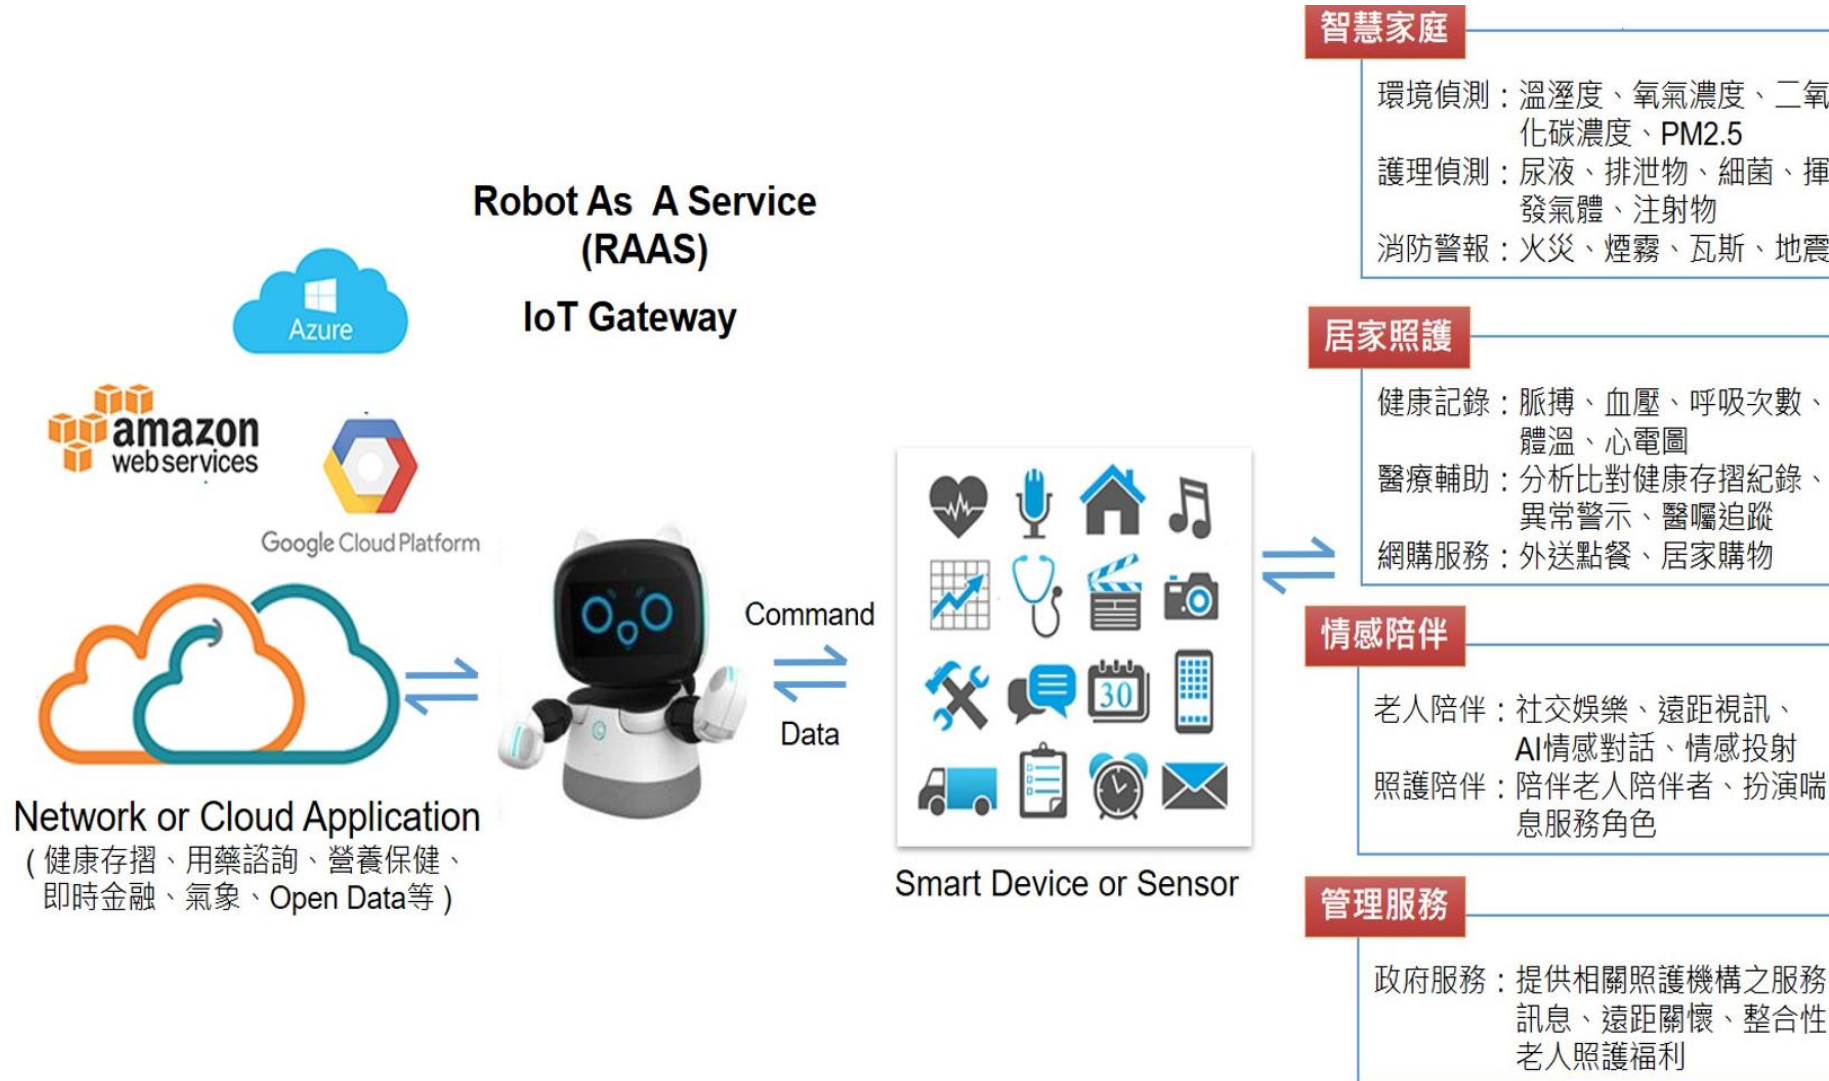 Robot As A Service
(RAAS)
IoT Gateway
Azure
amazon
web services
Google Cloud Platform
Network or Cloud Application
( 健康存摺、用藥諮詢、營養保健、
即時金融、氣象、Open Data等 )
Command
Data
30
Smart Device or Sensor
智慧家庭
環境偵測：溫溼度、氧氣濃度、二氧
化碳濃度、PM2.5
護理偵測：尿液、排泄物、細菌、揮
發氣體、注射物
消防警報：火災、煙霧、瓦斯、地震
居家照護
健康記錄：脈搏、血壓、呼吸次數、
體溫、心電圖
醫療輔助：分析比對健康存摺紀錄、
異常警示、醫囑追蹤
網購服務：外送點餐、居家購物
情感陪伴
老人陪伴：社交娛樂、遠距視訊、
AI情感對話、情感投射
照護陪伴：陪伴老人陪伴者、扮演喘
息服務角色
管理服務
政府服務：提供相關照護機構之服務
訊息、遠距關懷、整合性
老人照護福利